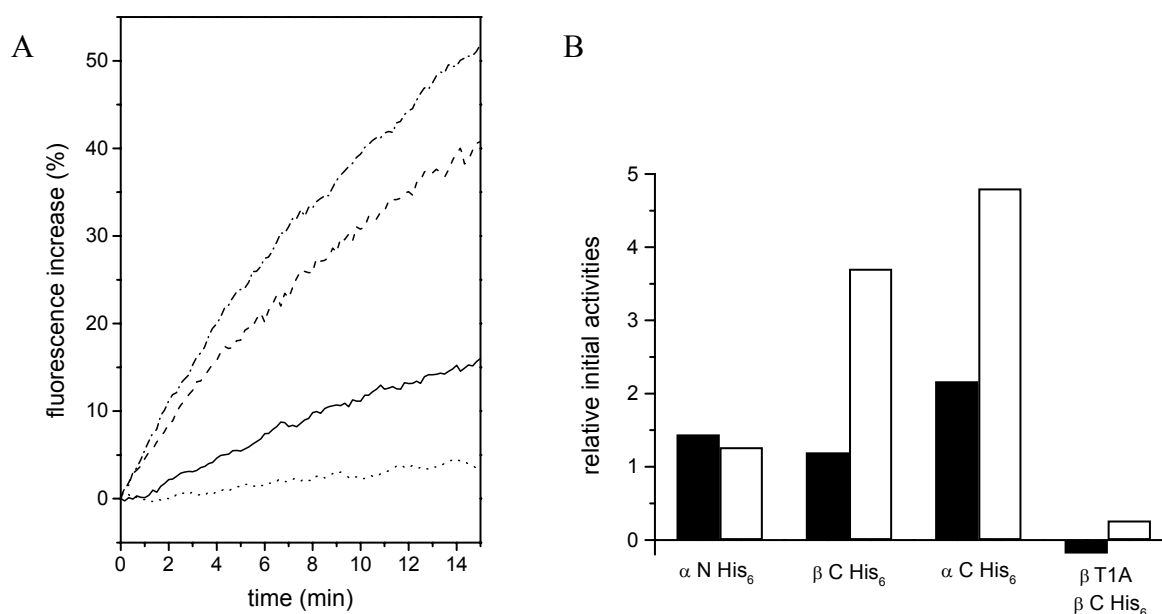 A
B
fluorescence increase (%)
50
40
30
20
10
0
0 2 4 6 8 10 12 14
time (min)
relative initial activities
5
4
3
2
1
0
α N His₆ β C His₆ α C His₆ β T1A
β C His₆